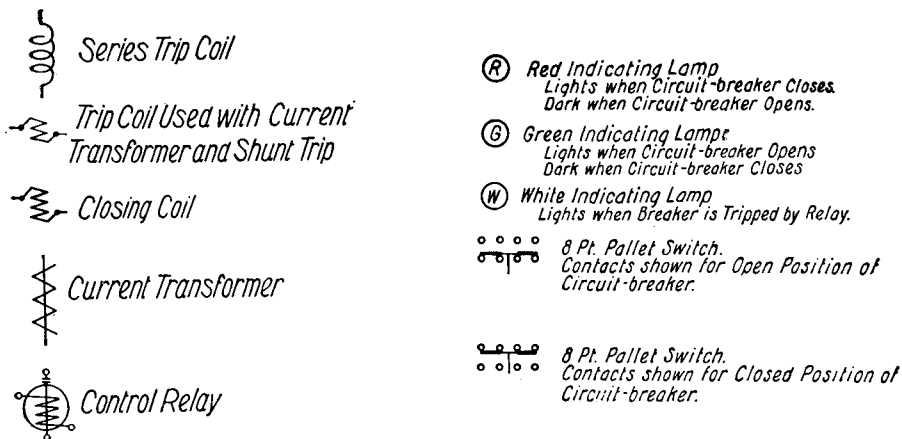 Series Trip Coil
Trip Coil Used with Current
Transformer and Shunt Trip
Closing Coil
Current Transformer
Control Relay
R Red Indicating Lamp
Lights when Circuit-breaker Closes.
Dark when Circuit-breaker Opens.
G Green Indicating Lampe
Lights when Circuit-breaker Opens
Dark when Circuit-breaker Closes
W White Indicating Lamp
Lights when Breaker is Tripped by Relay.
8 Pt. Pallet Switch.
Contacts shown for Open Position of
Circuit-breaker.
8 Pt. Pallet Switch.
Contacts shown for Closed Position of
Circuit-breaker.